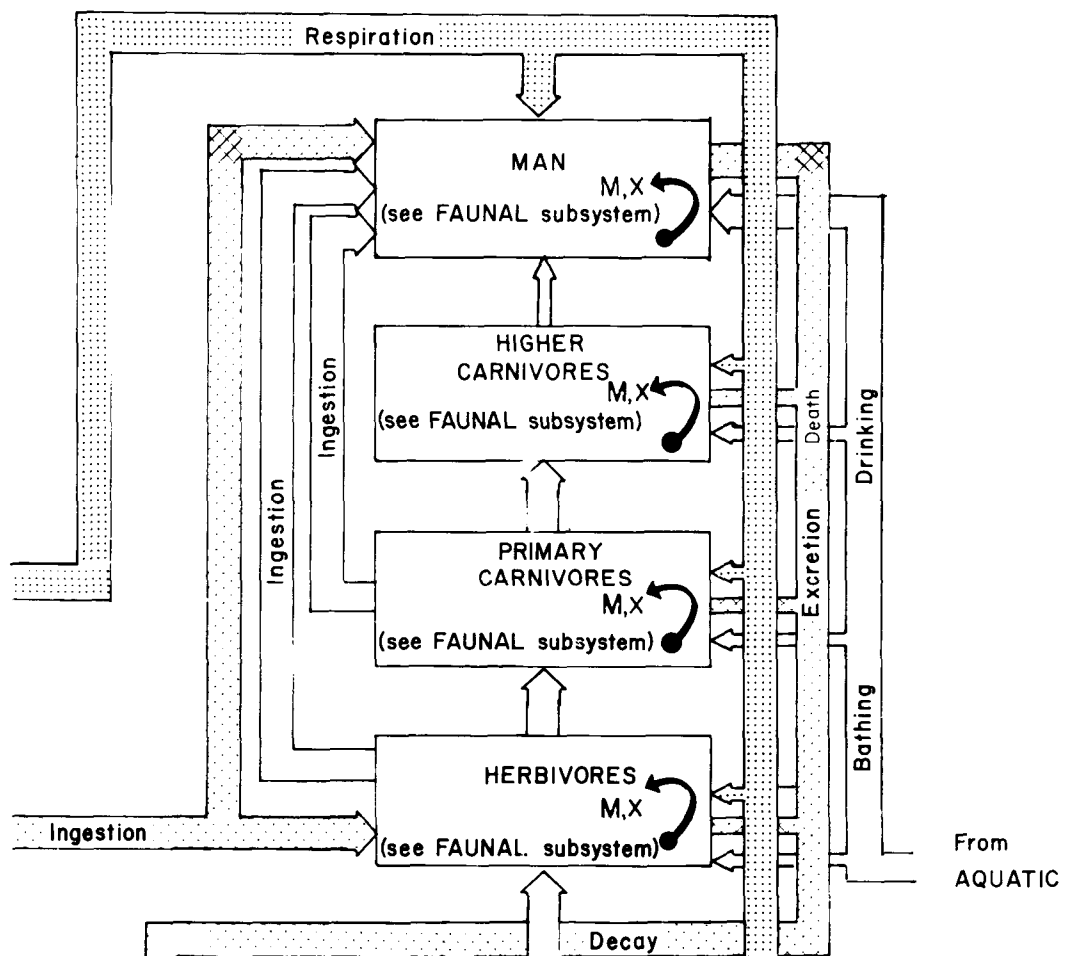 Respiration
MAN
M,X
(see FAUNAL subsystem)
HIGHER
CARNIVORES
M,X
(see FAUNAL subsystem)
Ingestion
Ingestion
Death
Drinking
Excretion
PRIMARY
CARNIVORES
M,X
(see FAUNAL subsystem)
Bathing
HERBIVORES
M,X
(see FAUNAL. subsystem)
Ingestion
From
AQUATIC
Decay